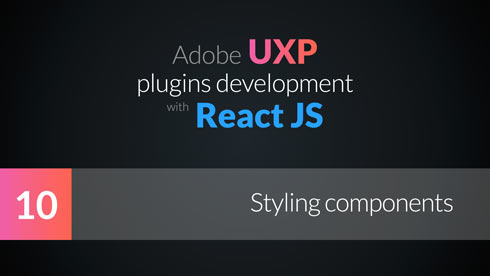 Adobe UXP
plugins development
with React JS
10
Styling components